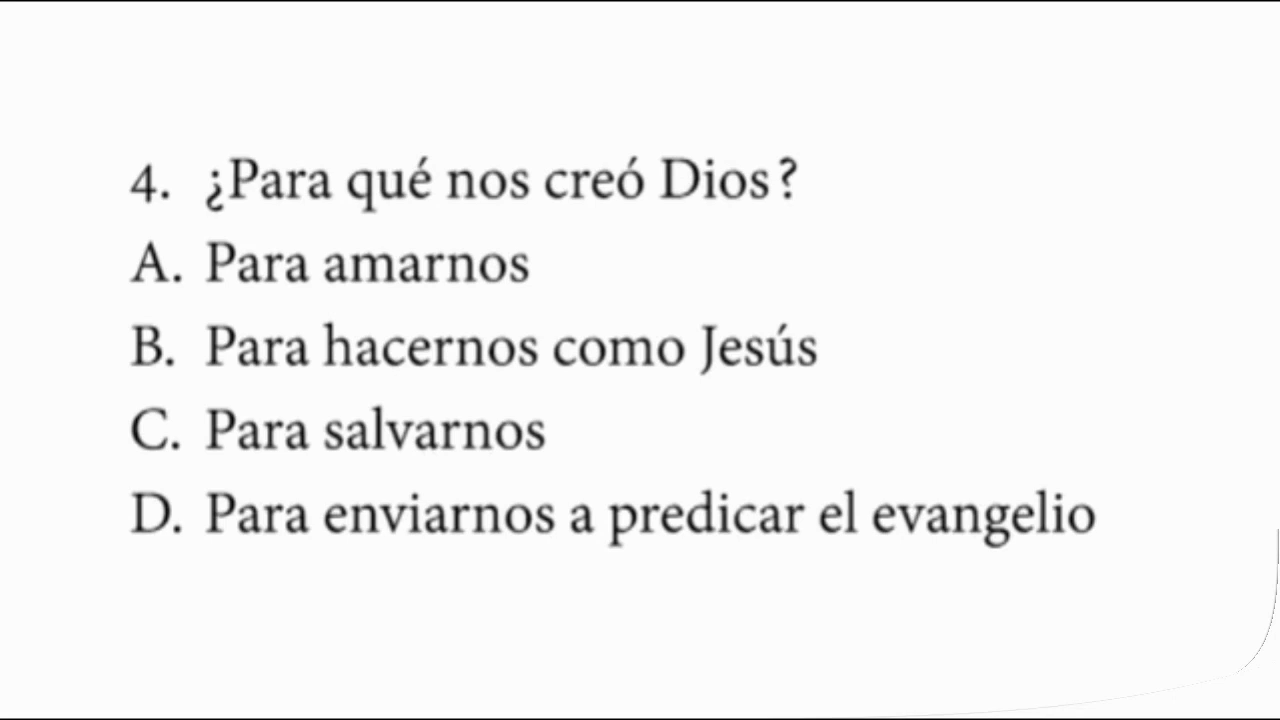 4. ¿Para qué nos creó Dios?
A. Para amarnos
B. Para hacernos como Jesús
C. Para salvarnos
D. Para enviarnos a predicar el evangelio